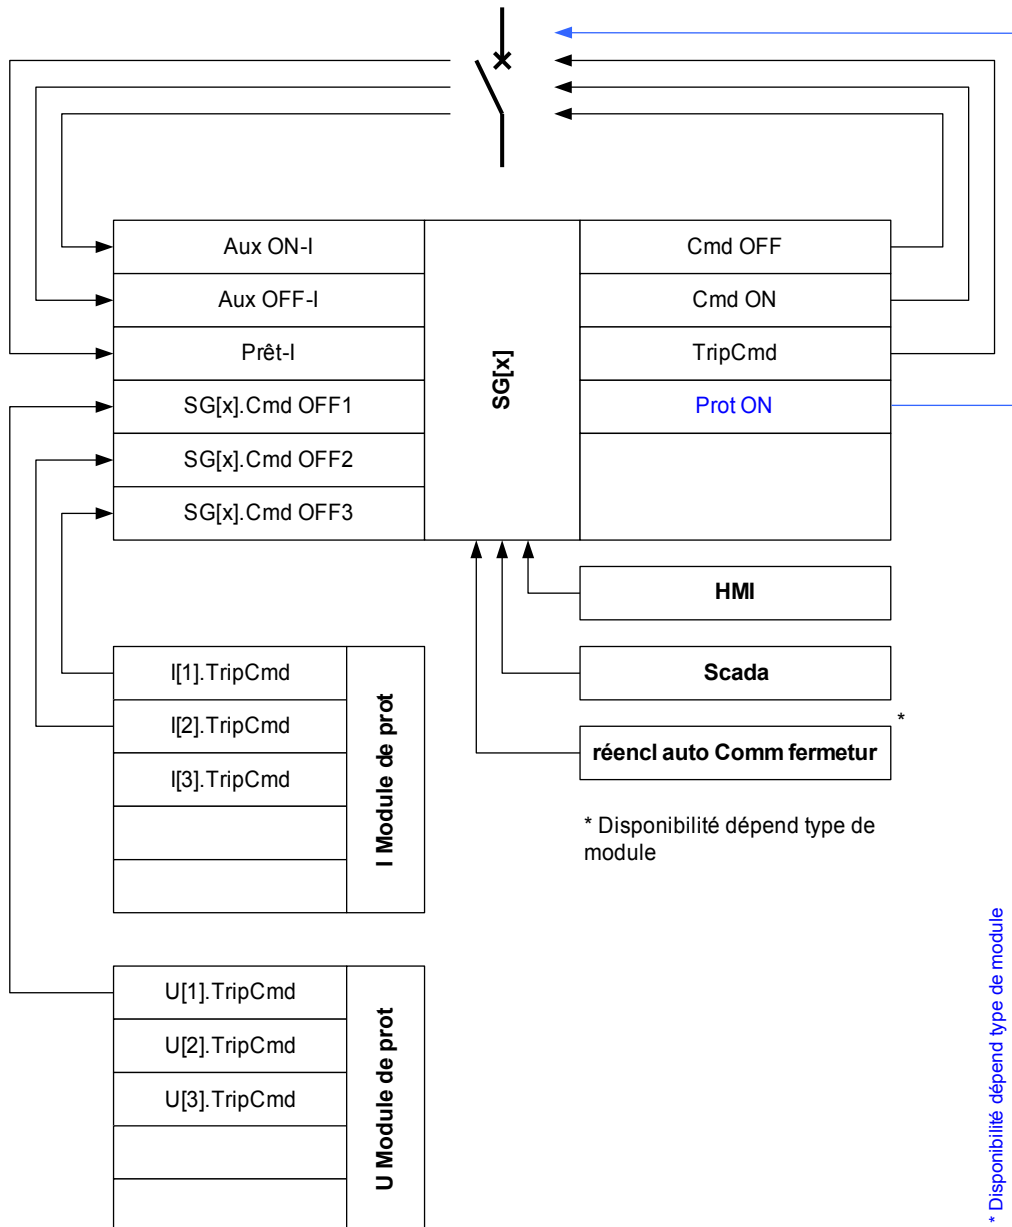 Aux ON-I
Aux OFF-I
Prêt-I
SG[x].Cmd OFF1
SG[x].Cmd OFF2
SG[x].Cmd OFF3
SG[x]
Cmd OFF
Cmd ON
TripCmd
Prot ON
HMI
Scada
*
réencl auto Comm fermetur
* Disponibilité dépend type de
module
I[1].TripCmd
I[2].TripCmd
I[3].TripCmd
I Module de prot
U[1].TripCmd
U[2].TripCmd
U[3].TripCmd
U Module de prot
* Disponibilité dépend type de module